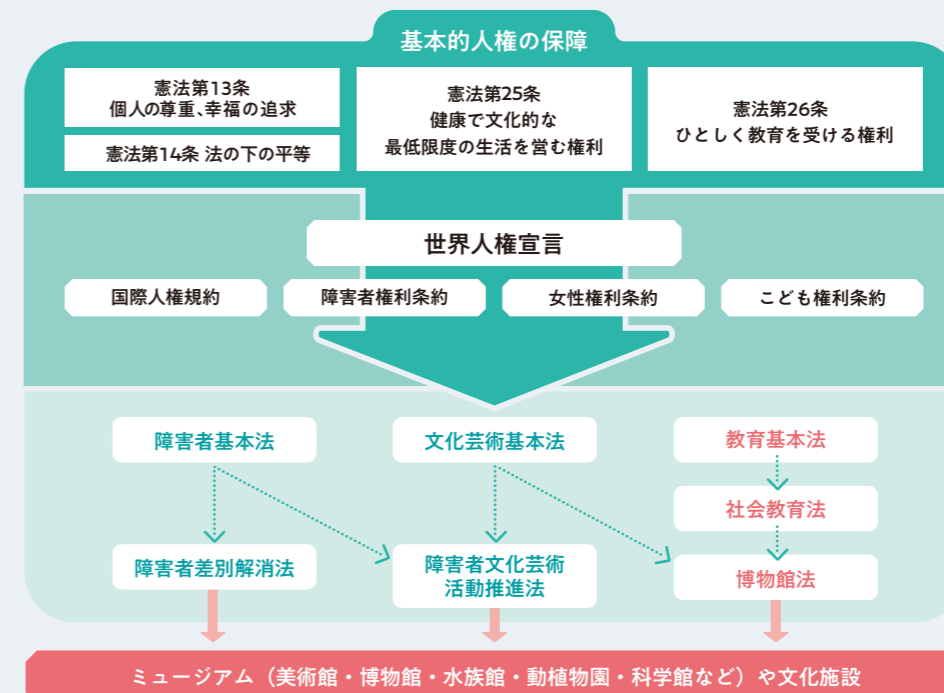 基本的人権の保障
憲法第13条
個人の尊重、幸福の追求
憲法第14条 法の下の平等
憲法第25条
健康で文化的な
最低限度の生活を営む権利
憲法第26条
ひとしく教育を受ける権利
世界人権宣言
国際人権規約
障害者権利条約
女性権利条約
こども権利条約
障害者基本法
文化芸術基本法
教育基本法
社会教育法
障害者差別解消法
障害者文化芸術
活動推進法
博物館法
ミュージアム（美術館・博物館・水族館・動植物園・科学館など）や文化施設